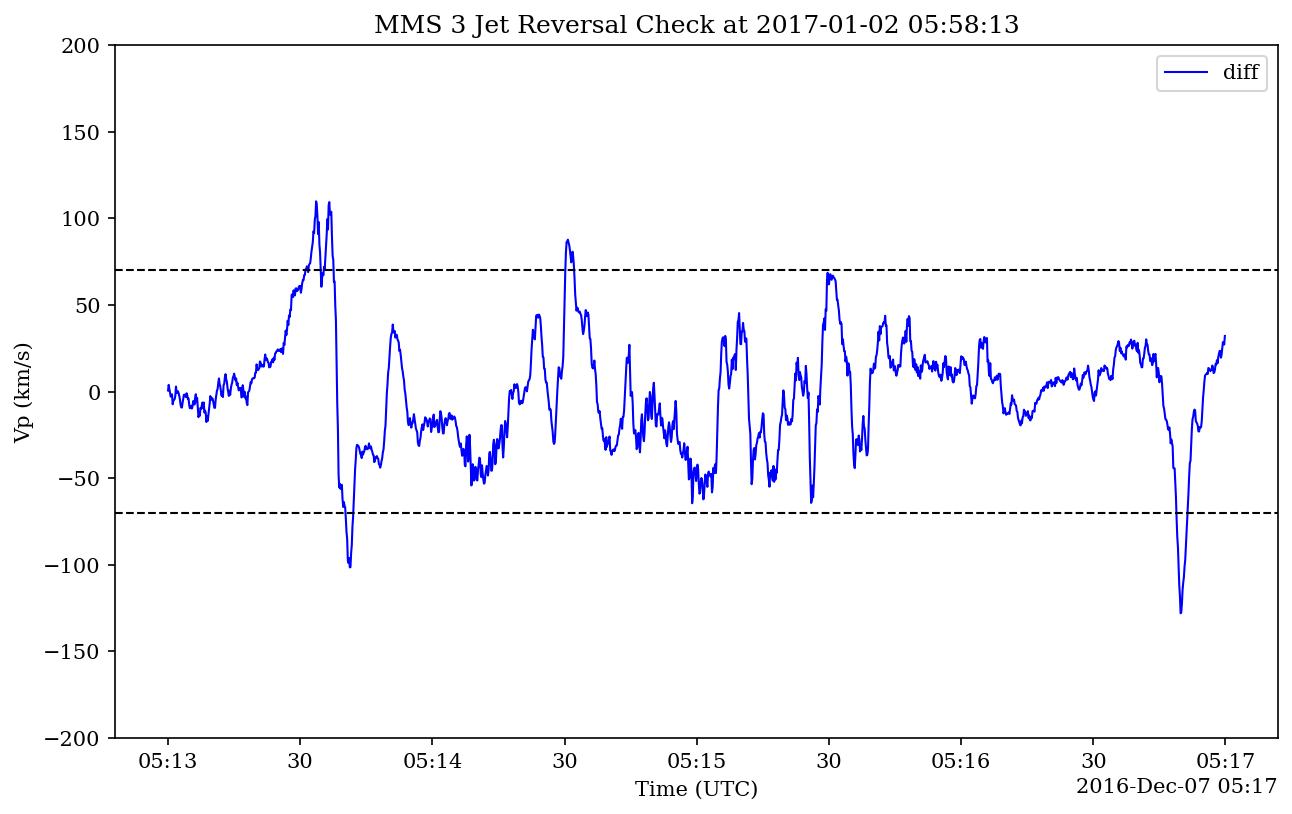 MMS 3 Jet Reversal Check at 2017-01-02 05:58:13
diff
Vp (km/s)
200
150
100
50
0
−50
−100
−150
−200
05:13 30 05:14 30 05:15 30 05:16 30 05:17
Time (UTC)
2016-Dec-07 05:17